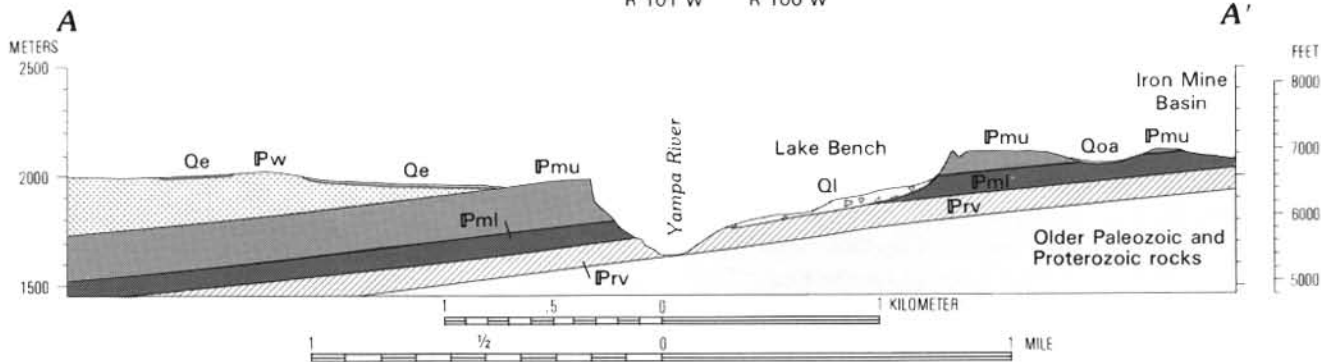 R 101 W R 100 W
A A'
METERS FEET
2500 8000
Iron Mine
Basin
Yampa River
Lake Bench
Qe ℙw Qe ℙmu ℙmu Qoa ℙmu
7000
2000
Ql
ℙml ℙml
ℙrv
6000
Older Paleozoic and
Proterozoic rocks
ℙrv
1500 5000
1 .5 0 1 KILOMETER
1 ½ 0 1 MILE